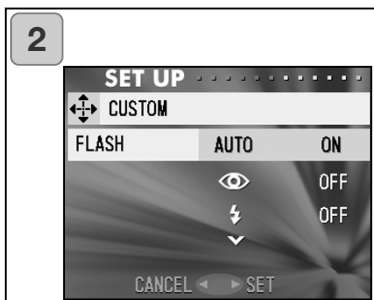 2
SET UP
CUSTOM
FLASH AUTO ON
OFF
OFF
CANCEL SET